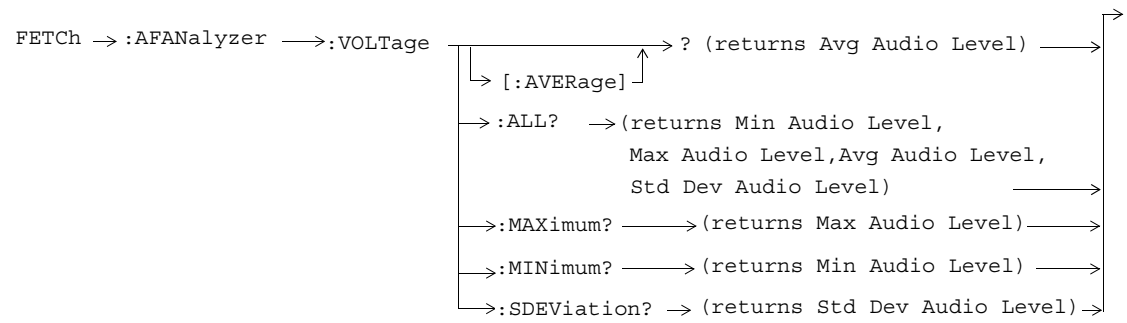 FETCh :AFANalyzer :VOLTage ? (returns Avg Audio Level)
[:AVERage]
:ALL? (returns Min Audio Level,
Max Audio Level,Avg Audio Level,
Std Dev Audio Level)
:MAXimum? (returns Max Audio Level)
:MINimum? (returns Min Audio Level)
:SDEViation? (returns Std Dev Audio Level)